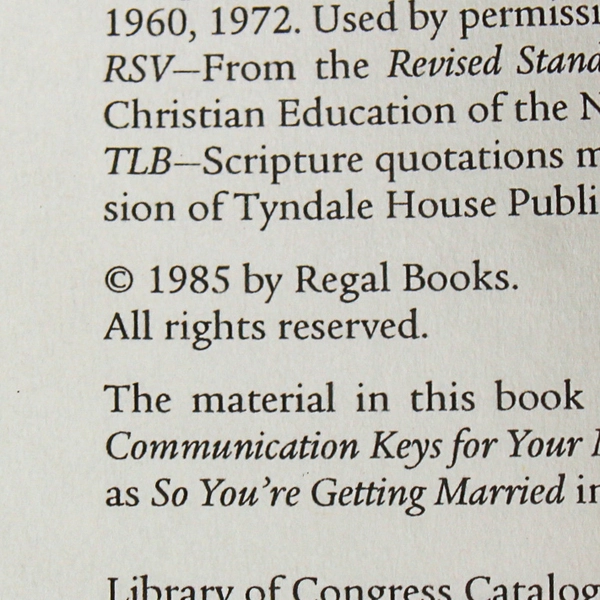 1960, 1972. Used by permissi
RSV—From the Revised Stand
Christian Education of the N
TLB—Scripture quotations m
sion of Tyndale House Publi
© 1985 by Regal Books.
All rights reserved.
The material in this book
Communication Keys for Your
as So You're Getting Married in
Library of Congress Catalog